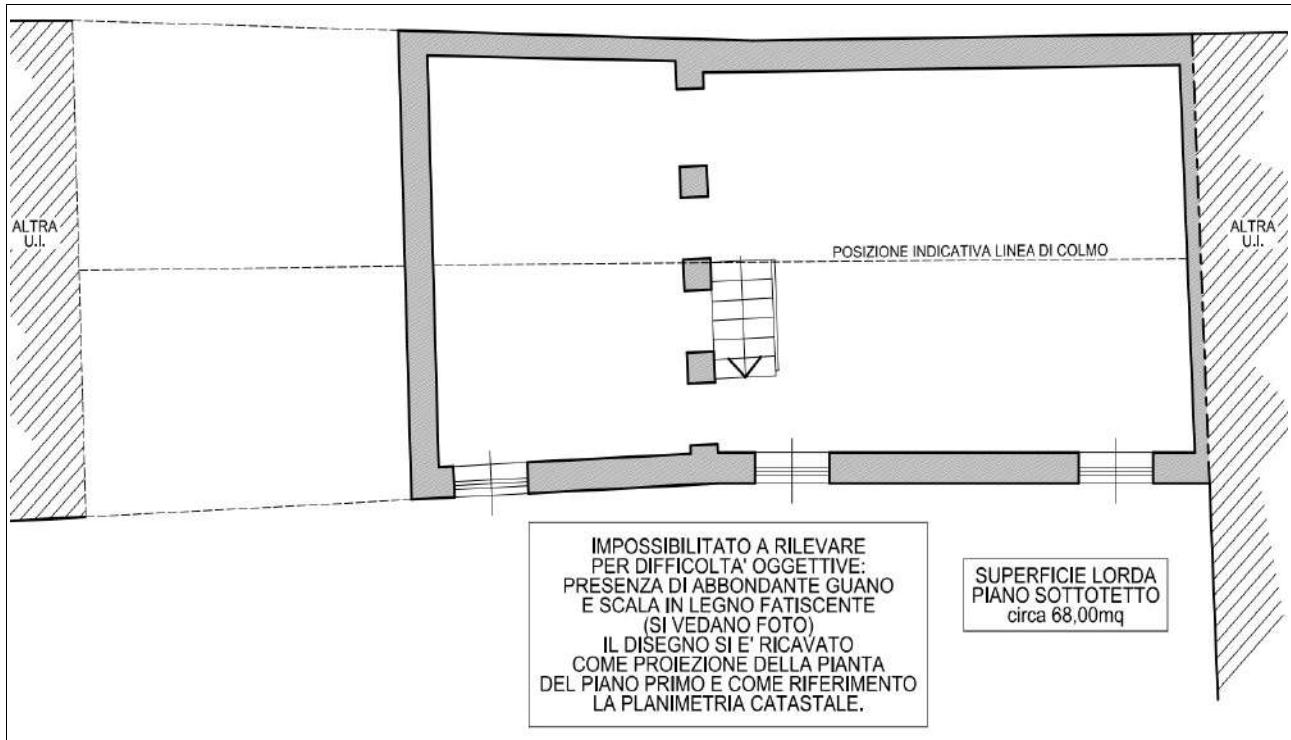 ALTRA
U.I.
POSIZIONE INDICATIVA LINEA DI COLMO
ALTRA
U.I.
IMPOSSIBILITATO A RILEVARE
PER DIFFICOLTA' OGGETTIVE:
PRESENZA DI ABBONDANTE GUANO
E SCALA IN LEGNO FATISCENTE
(SI VEDANO FOTO)
IL DISEGNO SI E' RICAVATO
COME PROIEZIONE DELLA PIANTA
DEL PIANO PRIMO E COME RIFERIMENTO
LA PLANIMETRIA CATASTALE.
SUPERFICIE LORDA
PIANO SOTTOTETTO
circa 68,00mq